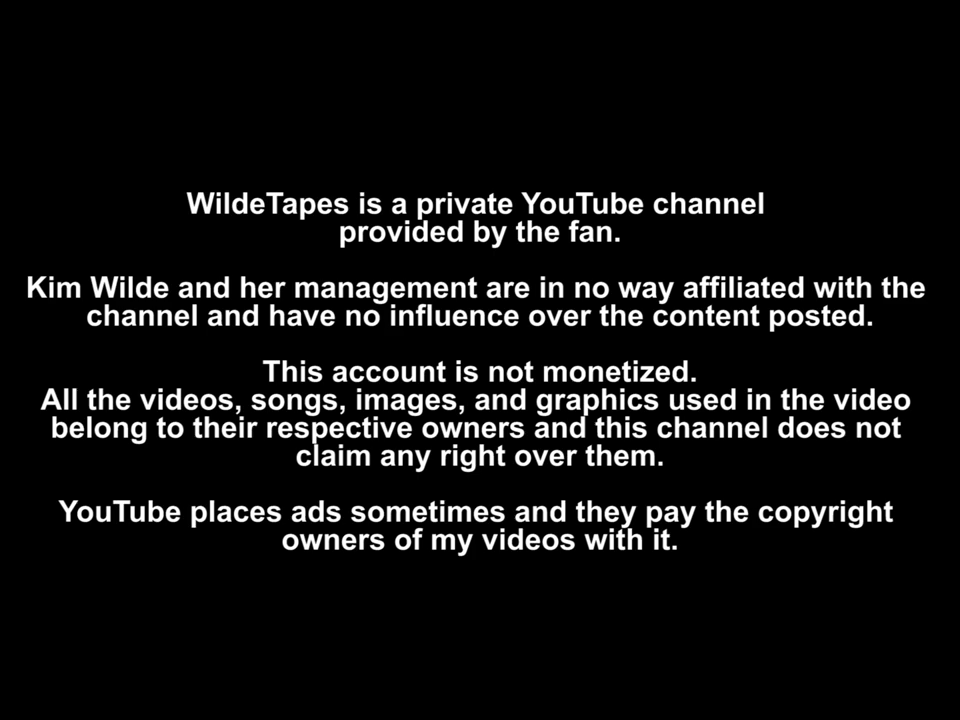 WildeTapes is a private YouTube channel
provided by the fan.
Kim Wilde and her management are in no way affiliated with the
channel and have no influence over the content posted.
This account is not monetized.
All the videos, songs, images, and graphics used in the video
belong to their respective owners and this channel does not
claim any right over them.
YouTube places ads sometimes and they pay the copyright
owners of my videos with it.